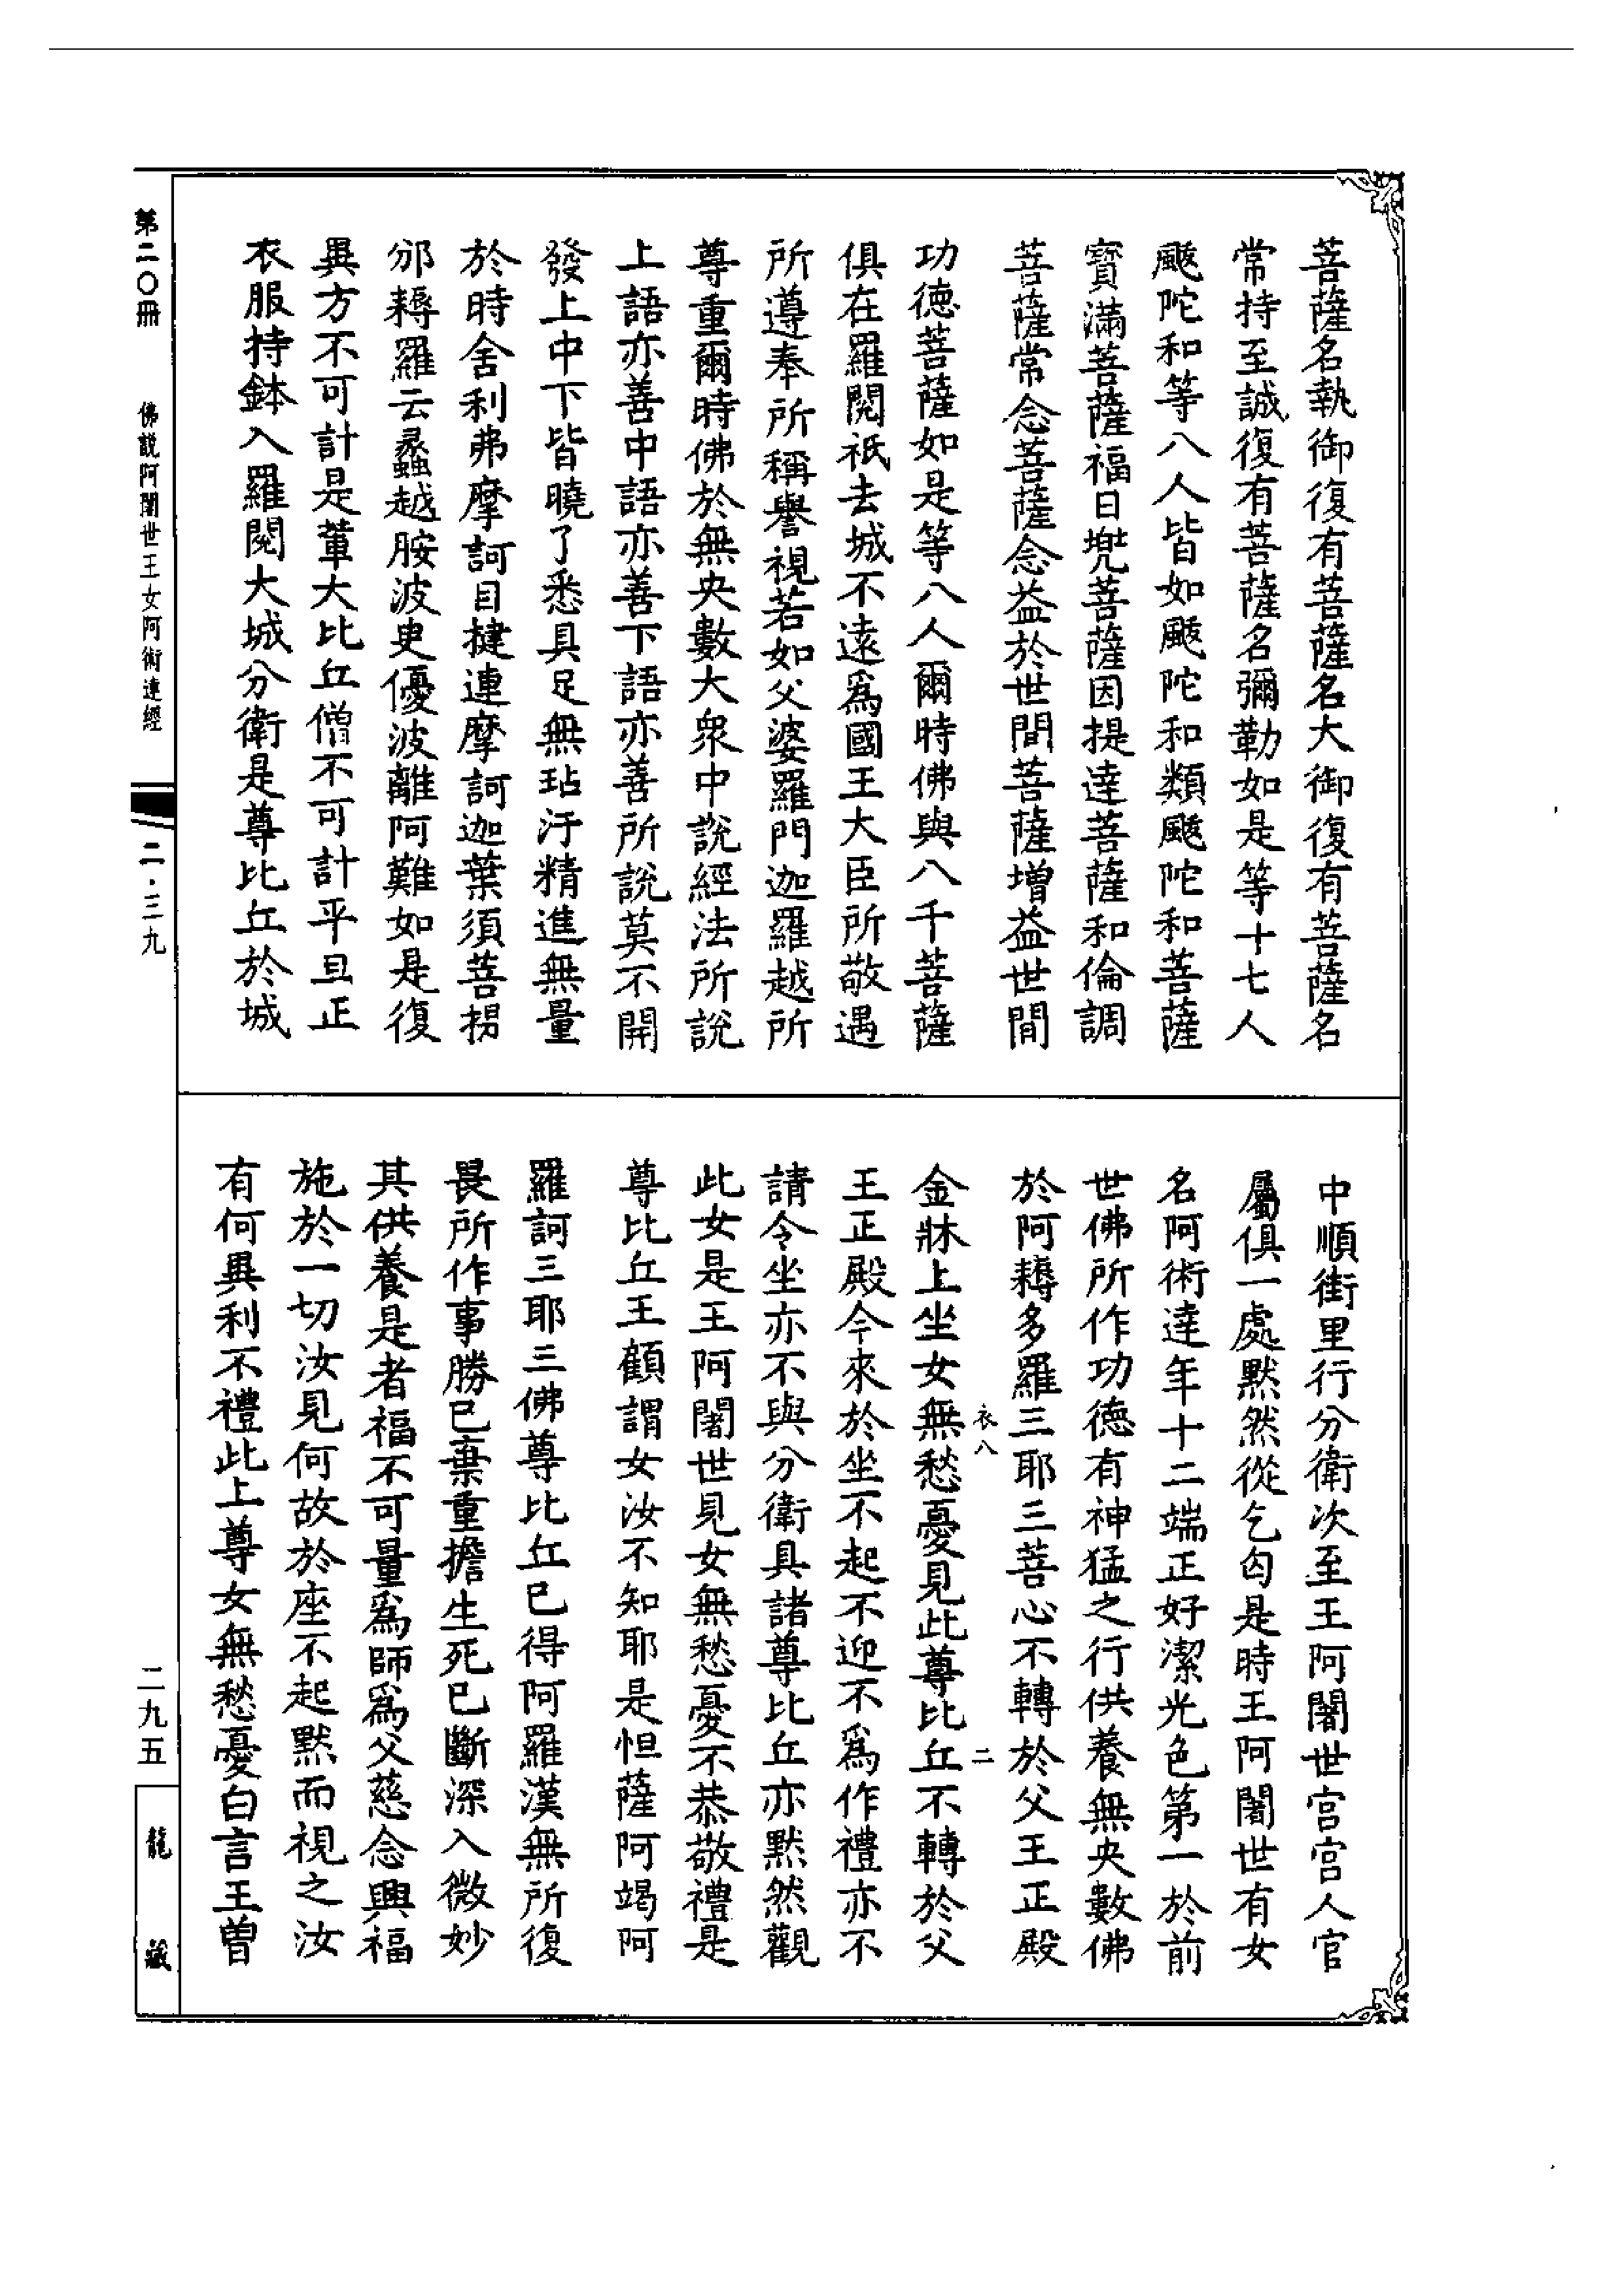 菩薩名執御復有菩薩名大御復有菩薩名
常持至誠復有菩薩名彌勒如是等十七人
颰陀和等八人皆如颰陀和類颰陀和菩薩
寶滿菩薩福日兜菩薩因提達菩薩和倫調
菩薩常念菩薩念益於世間菩薩增益世間
功德菩薩如是等八人爾時佛與八千菩薩
俱在羅閱祇去城不遠爲國王大臣所敬遇
所遵奉所稱譽視若如父婆羅門迦羅越所
尊重爾時佛於無央數大衆中說經法所說
上語亦善中語亦善下語亦善所說莫不開
發上中下皆曉了悉具足無玷汙精進無量
於時舍利弗摩訶目揵連摩訶迦葉須菩拐
邠耨羅云蠡越胺波史優波離阿難如是復
異方不可計是輩大比丘僧不可計平旦正
衣服持鉢入羅閱大城分衛是尊比丘於城
中順街里行分衛次至王阿闍世宮宮人官
屬俱一處默然從乞匃是時王阿闍世有女
名阿術達年十二端正好潔光色第一於前
世佛所作功德有神猛之行供養無央數佛
於阿耨多羅三耶三菩心不轉於父王正殿
衣八
二
金牀上坐女無愁憂見此尊比丘不轉於父
王正殿今來於坐不起不迎不爲作禮亦不
請令坐亦不與分衛具諸尊比丘亦默然觀
此女是王阿闍世見女無愁憂不恭敬禮是
尊比丘王顧謂女汝不知耶是怛薩阿竭阿
羅訶三耶三佛尊比丘已得阿羅漢無所復
畏所作事勝已棄重擔生死已斷深入微妙
其供養是者福不可量爲師爲父慈念興福
施於一切汝見何故於座不起默而視之汝
有何異利不禮此上尊女無愁憂白言王曽
第二〇冊
佛說阿闍世王女阿術達經
二·三九
二九五
龍藏